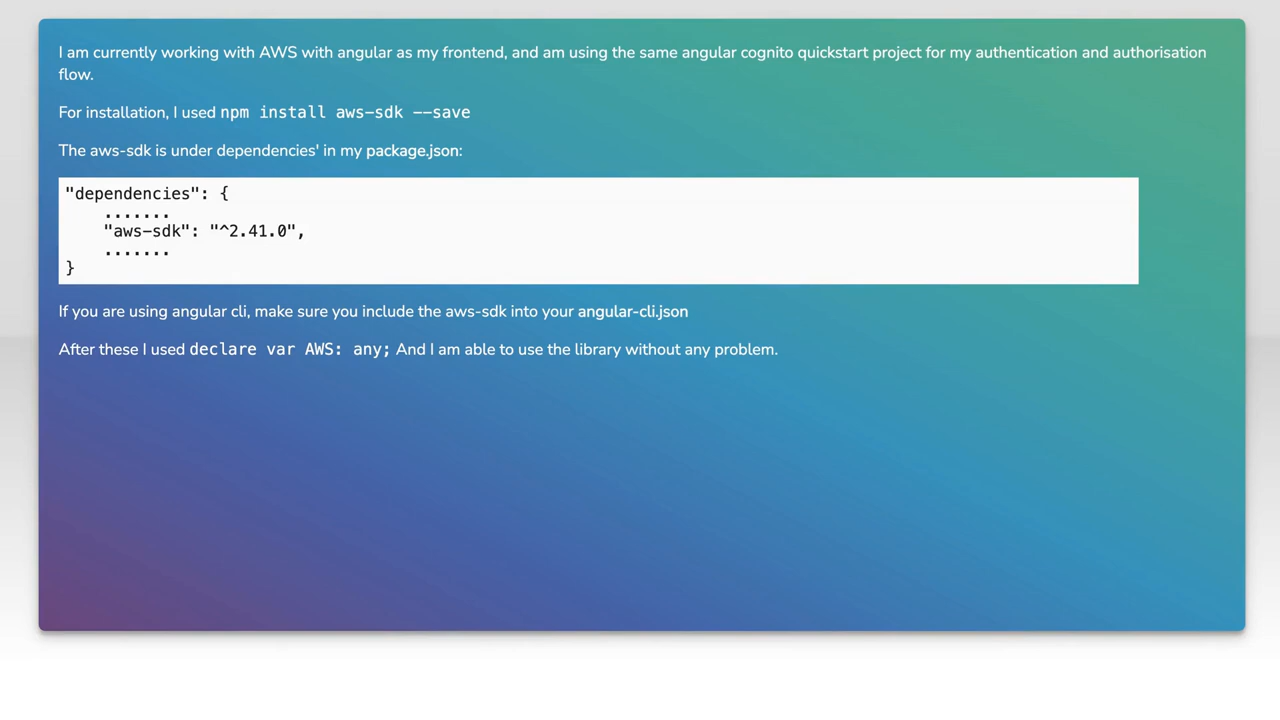 I am currently working with AWS with angular as my frontend, and am using the same angular cognito quickstart project for my authentication and authorisation
flow.
For installation, I used npm install aws-sdk --save
The aws-sdk is under dependencies' in my package.json:
"dependencies": {
.......
"aws-sdk": "^2.41.0",
.......
}
If you are using angular cli, make sure you include the aws-sdk into your angular-cli.json
After these I used declare var AWS: any; And I am able to use the library without any problem.